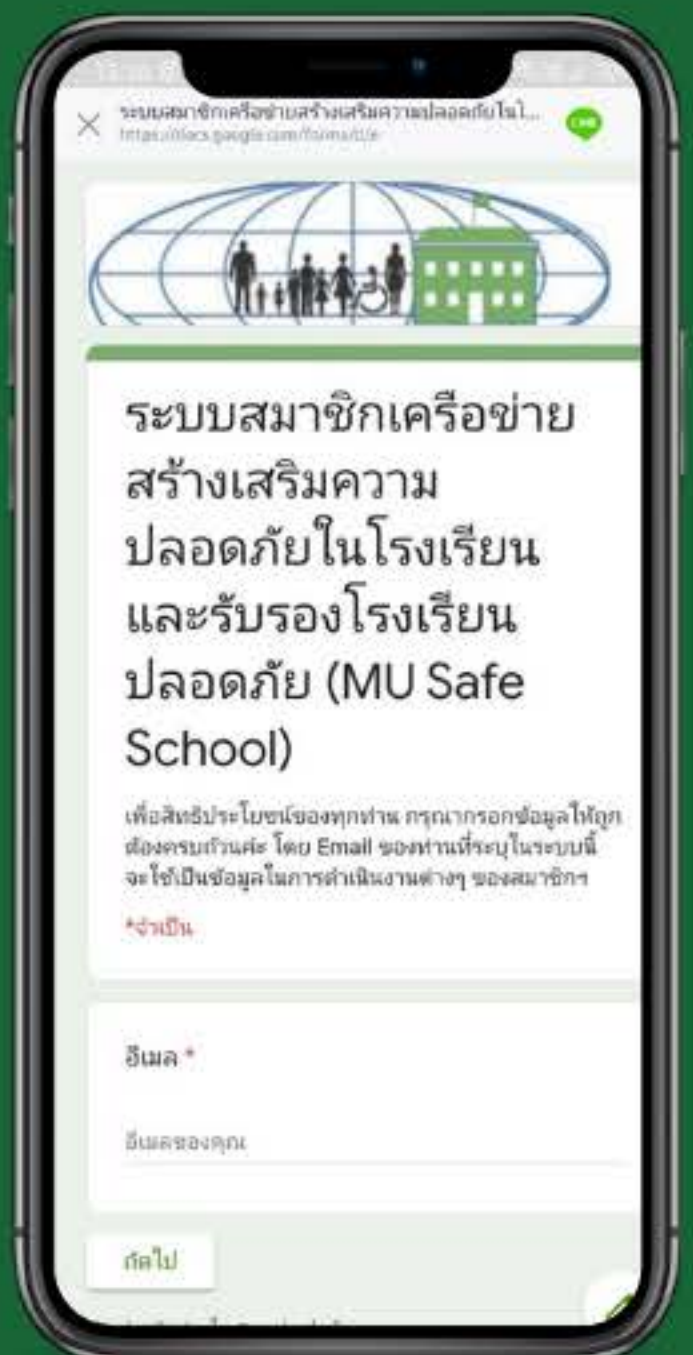 ระบบสมาชิกเครือข่ายสร้างเสริมความปลอดภัยในโ...
https://docs.google.com/forms/d/e
LINE
ระบบสมาชิกเครือข่าย
สร้างเสริมความ
ปลอดภัยในโรงเรียน
และรับรองโรงเรียน
ปลอดภัย (MU Safe
School)
เพื่อสิทธิประโยชน์ของทุกท่าน กรุณากรอกข้อมูลให้ถูก
ต้องครบถ้วนค่ะ โดย Email ของท่านที่ระบุในระบบนี้
จะใช้เป็นข้อมูลในการดำเนินงานต่างๆ ของสมาชิกฯ
*จำเป็น
อีเมล *
อีเมลของคุณ
ถัดไป